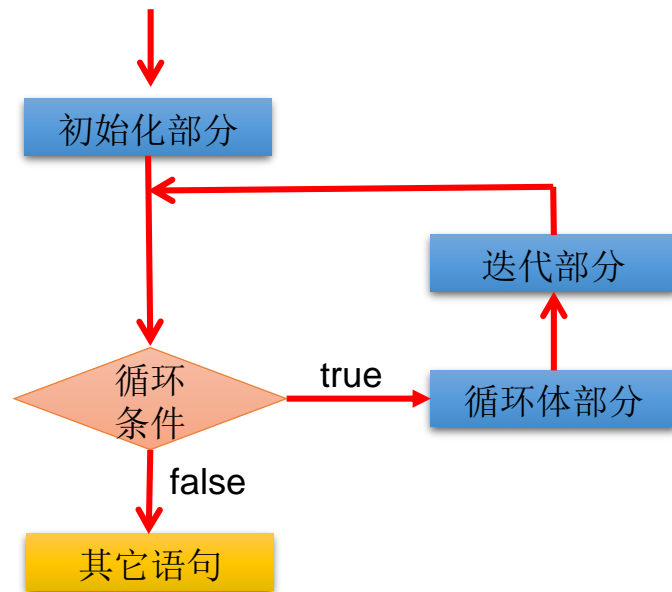 初始化部分
迭代部分
循环
条件
true
循环体部分
false
其它语句